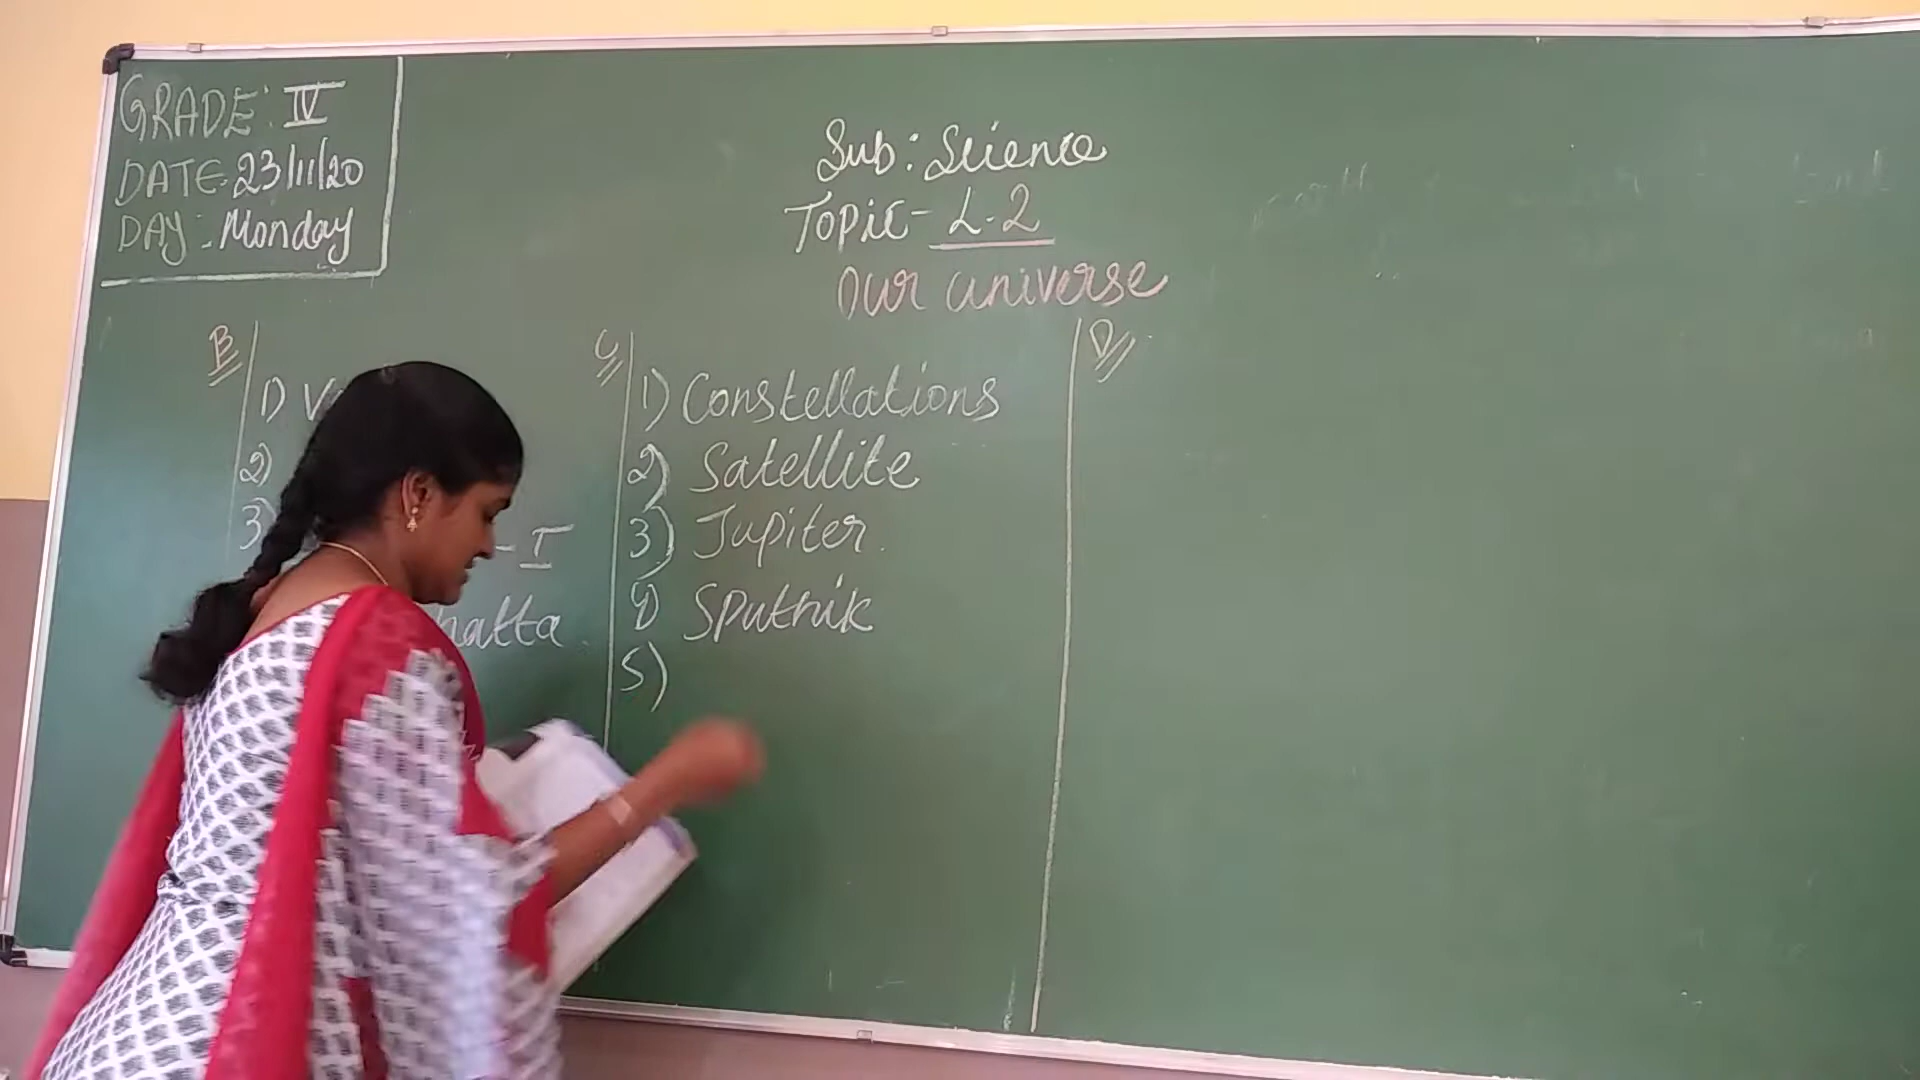 GRADE: IV
DATE: 23/11/20
DAY: Monday
Sub: Science
Topic- L-2
Our universe
B
1)
2)
3) - I
C
1) Constellations
2) Satellite
3) Jupiter.
4) Sputnik
5)
D